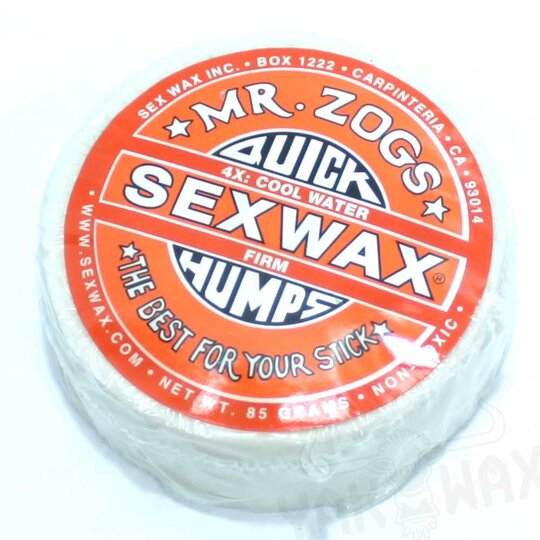 SEX WAX INC. • BOX 1222 • CARPINTERIA, • CA • 93014
★ MR. ZOGS ★
QUICK
4X: COOL WATER
SEXWAX®
FIRM
HUMPS
★ THE BEST FOR YOUR STICK ★
• WWW.SEXWAX.COM • NET WT. 85 GRAMS • NON-TOXIC •
YAKWAX